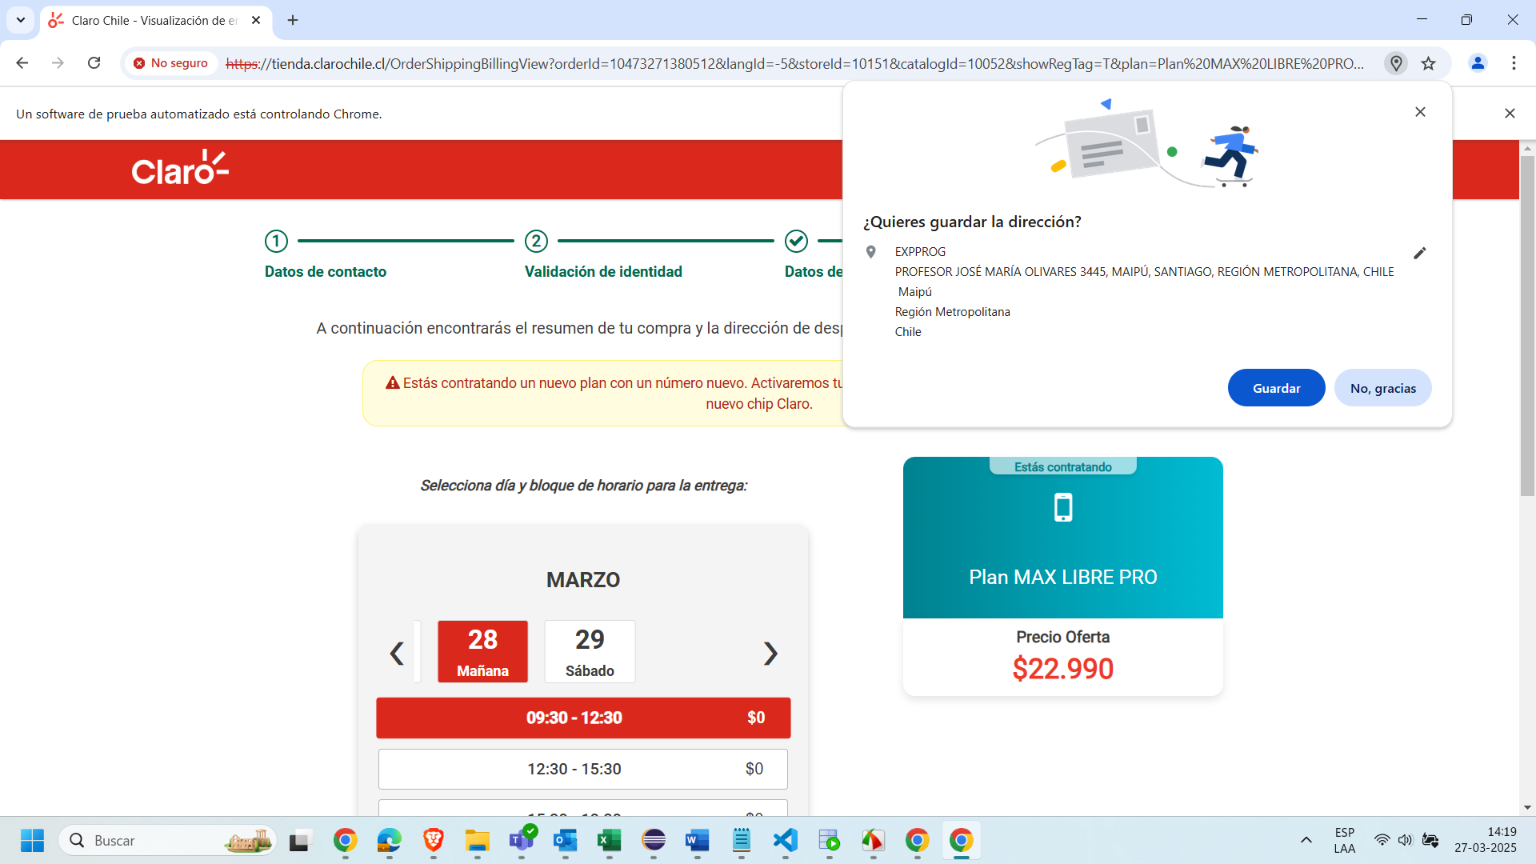 Claro Chile - Visualización de e
No seguro
https://tienda.clarochile.cl/OrderShippingBillingView?orderId=10473271380512&langId=-5&storeId=10151&catalogId=10052&showRegTag=T&plan=Plan%20MAX%20LIBRE%20PRO...
Un software de prueba automatizado está controlando Chrome.
Claro
1
2
Datos de contacto
Validación de identidad
Datos de
A continuación encontrarás el resumen de tu compra y la dirección de des
Estás contratando un nuevo plan con un número nuevo. Activaremos tu
nuevo chip Claro.
¿Quieres guardar la dirección?
EXPPROG
PROFESOR JOSÉ MARÍA OLIVARES 3445, MAIPÚ, SANTIAGO, REGIÓN METROPOLITANA, CHILE
Maipú
Región Metropolitana
Chile
Guardar
No, gracias
Selecciona día y bloque de horario para la entrega:
MARZO
28
Mañana
29
Sábado
09:30 - 12:30 $0
12:30 - 15:30 $0
Estás contratando
Plan MAX LIBRE PRO
Precio Oferta
$22.990
Buscar
ESP
LAA
14:19
27-03-2025